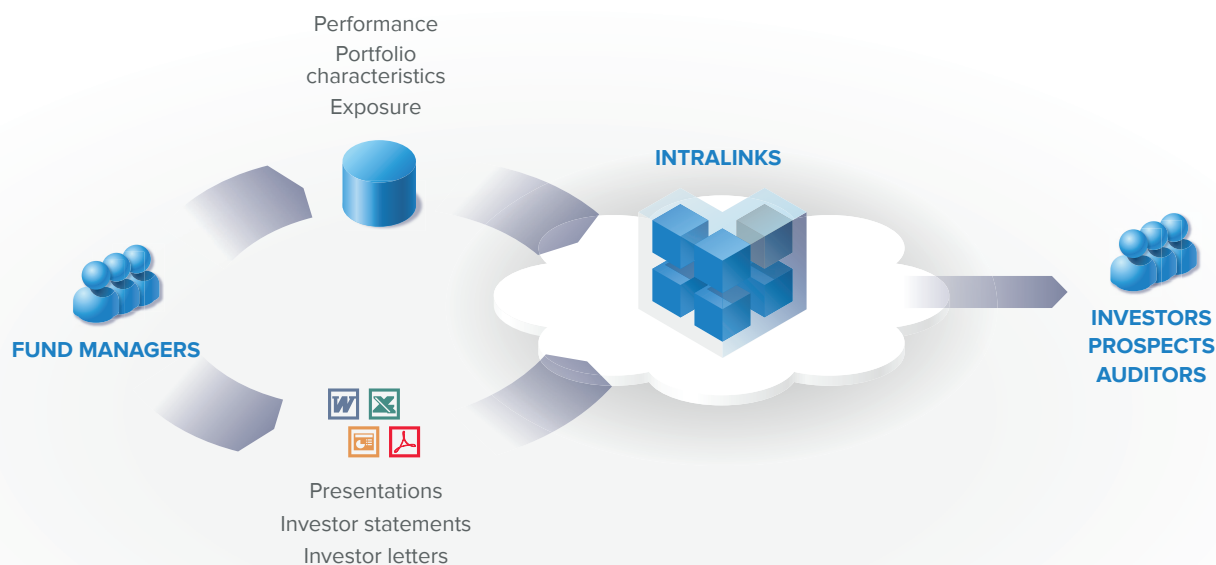 Performance
Portfolio
characteristics
Exposure
INTRALINKS
FUND MANAGERS
INVESTORS
PROSPECTS
AUDITORS
W
X
Presentations
Investor statements
Investor letters